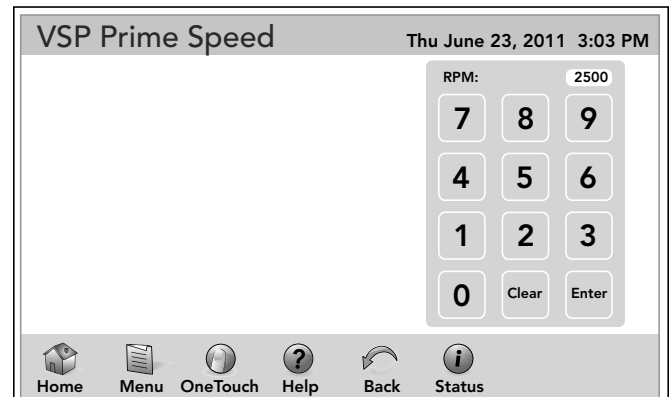 VSP Prime Speed
Thu June 23, 2011 3:03 PM
RPM: 2500
7 8 9
4 5 6
1 2 3
0 Clear Enter
? i
Home Menu OneTouch Help Back Status